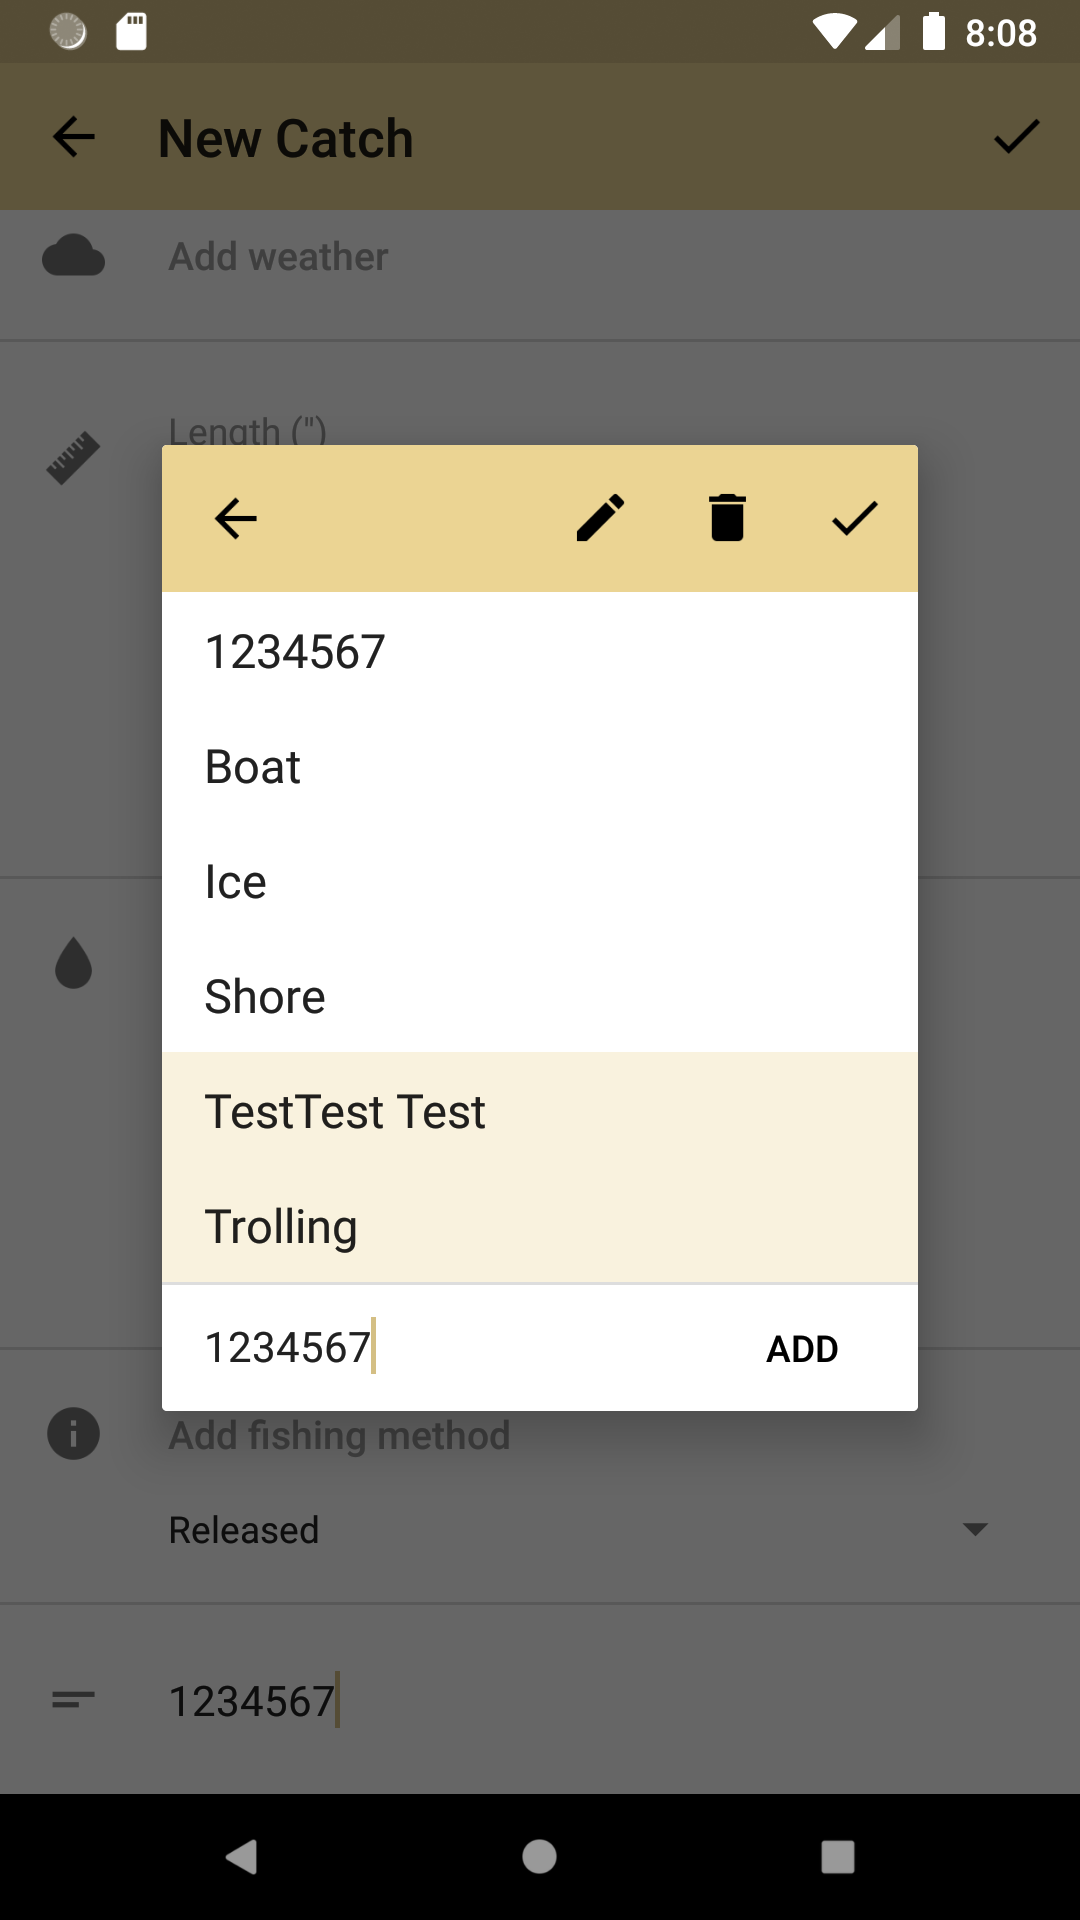 8:08
New Catch
Add weather
Length (")
1234567
Boat
Ice
Shore
TestTest Test
Trolling
1234567
ADD
Add fishing method
Released
1234567